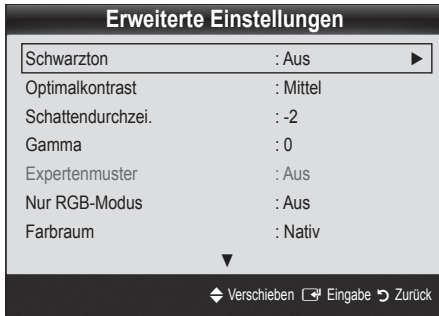 Erweiterte Einstellungen
Schwarzton : Aus ▶
Optimalkontrast : Mittel
Schattendurchzei. : -2
Gamma : 0
Expertenmuster : Aus
Nur RGB-Modus : Aus
Farbraum : Nativ
▼
Verschieben Eingabe Zurück